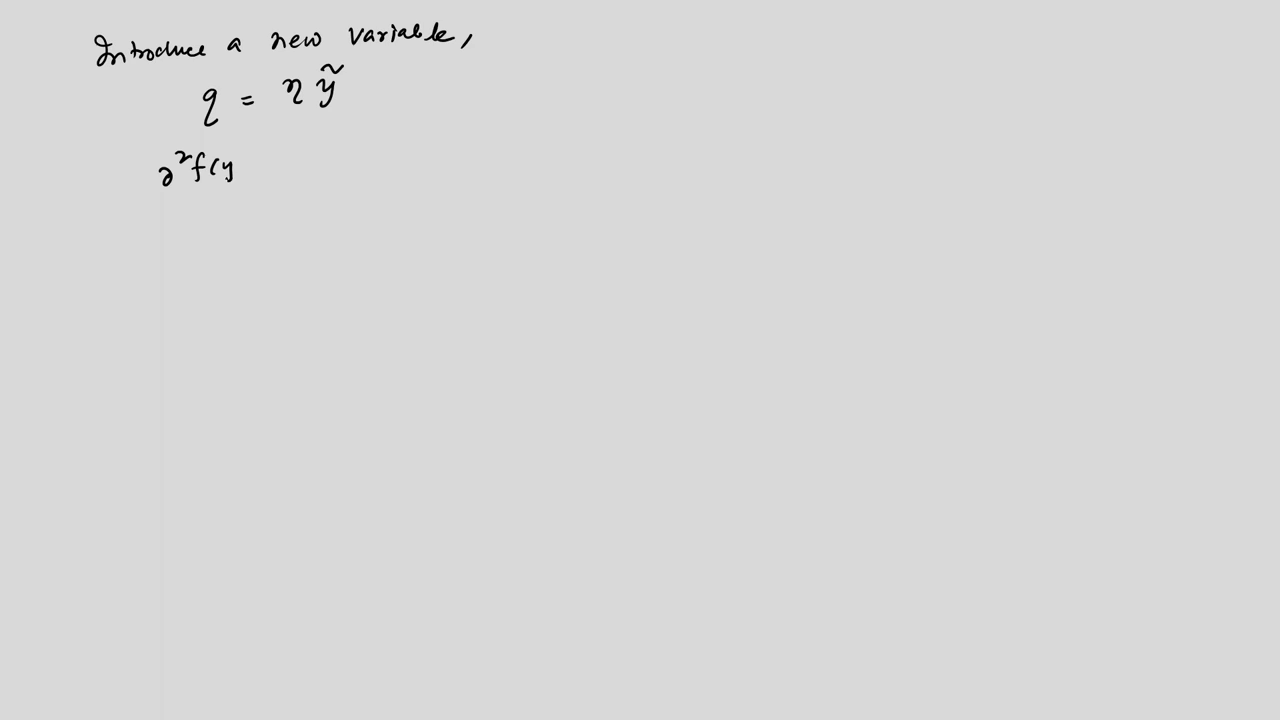 Introduce a new variable,
q = η ỹ
∂²f(y